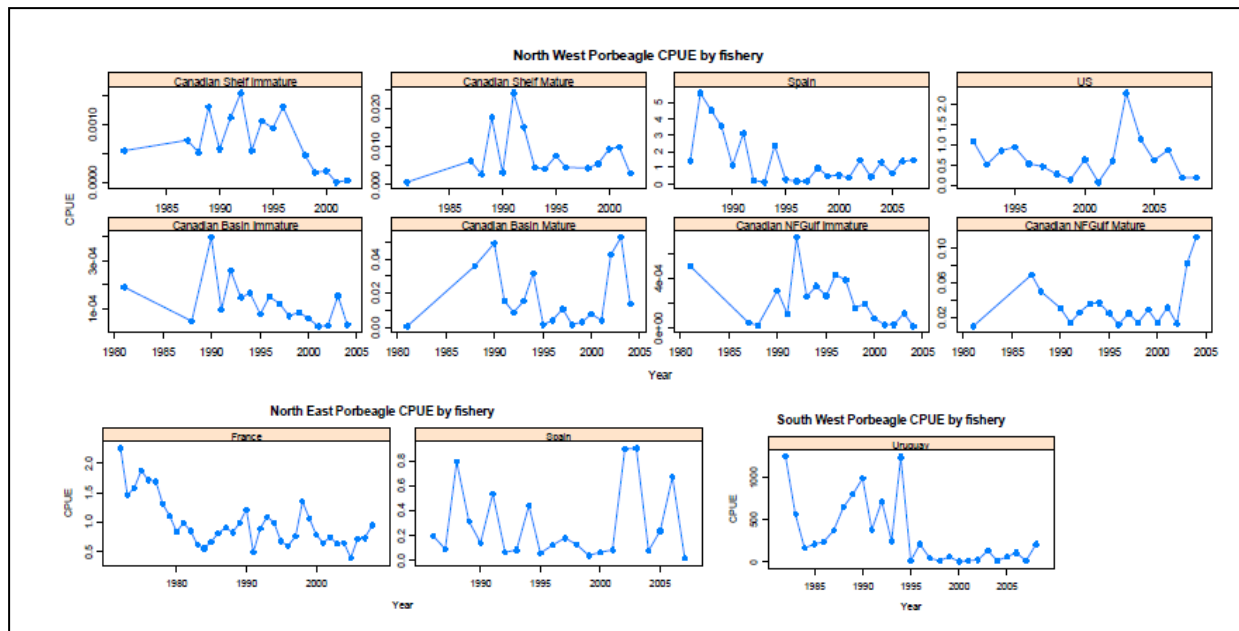 North West Porbeagle CPUE by fishery
Canadian Shelf Immature
Canadian Shelf Mature
Spain
US
0.0000 0.0010
0.000 0.005 0.010 0.015 0.020
0 1 2 3 4 5
0.0 0.5 1.0 1.5 2.0
1985 1990 1995 2000
1985 1990 1995 2000
1990 1995 2000 2005
1995 2000 2005
CPUE
Canadian Basin Immature
Canadian Basin Mature
Canadian NFGulf Immature
Canadian NFGulf Mature
1e-04 3e-04
0.00 0.02 0.04
0e+00 4e-04
0.02 0.06 0.10
1980 1985 1990 1995 2000 2005
1980 1985 1990 1995 2000 2005
1980 1985 1990 1995 2000 2005
1980 1985 1990 1995 2000 2005
Year
North East Porbeagle CPUE by fishery
France
Spain
CPUE
0.5 1.0 1.5 2.0
0.0 0.2 0.4 0.6 0.8
1980 1990 2000
1990 1995 2000 2005
Year
South West Porbeagle CPUE by fishery
Uruguay
CPUE
0 500 1000
1985 1990 1995 2000 2005
Year